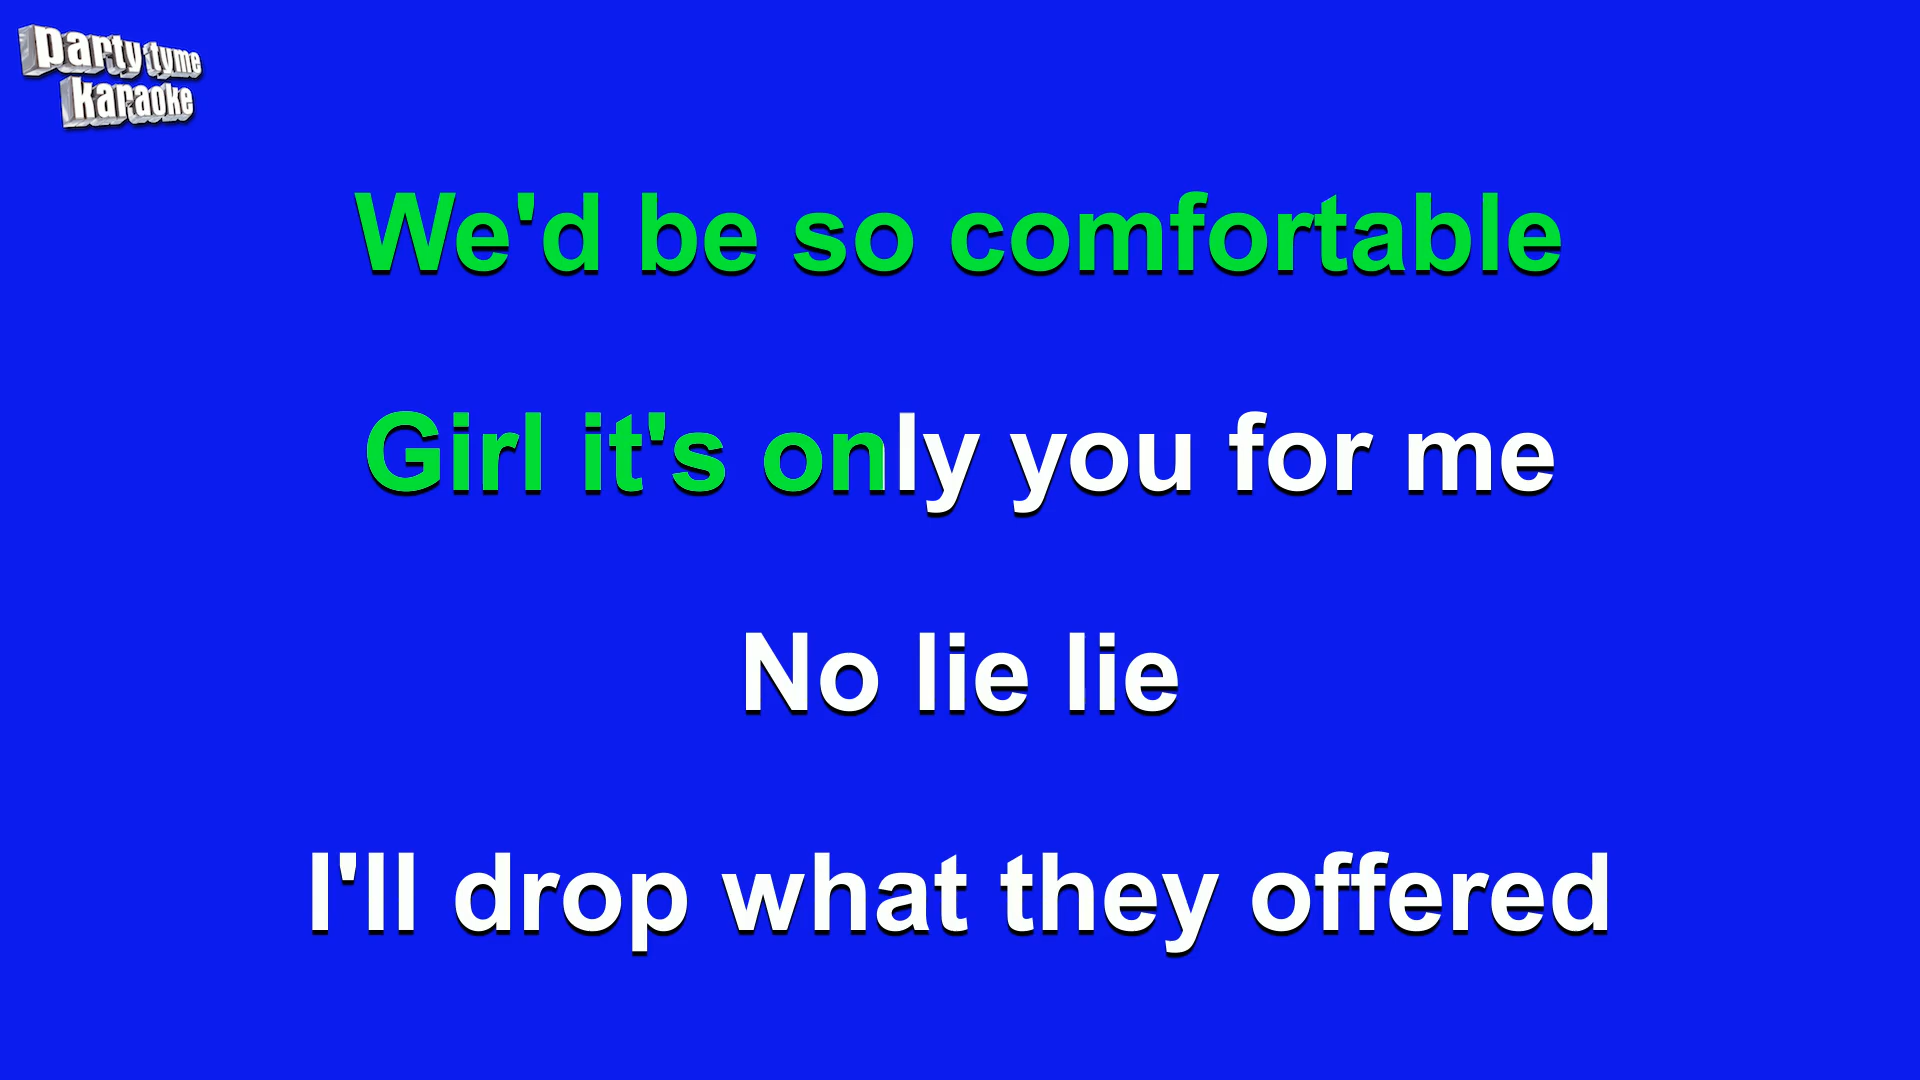 party tyme
karaoke
We'd be so comfortable
Girl it's only you for me
No lie lie
I'll drop what they offered